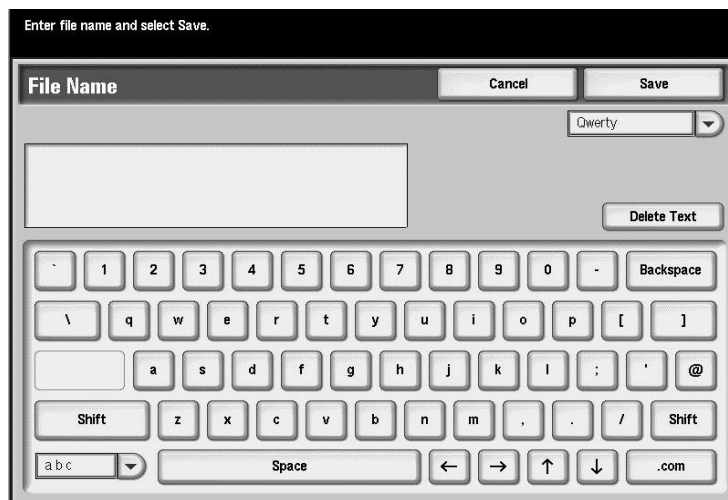 Enter file name and select Save.
File Name Cancel Save
Qwerty
Delete Text
` 1 2 3 4 5 6 7 8 9 0 - Backspace
\ q w e r t y u i o p [ ]
a s d f g h j k l ; ' @
Shift z x c v b n m , . / Shift
a b c Space ← → ↑ ↓ .com